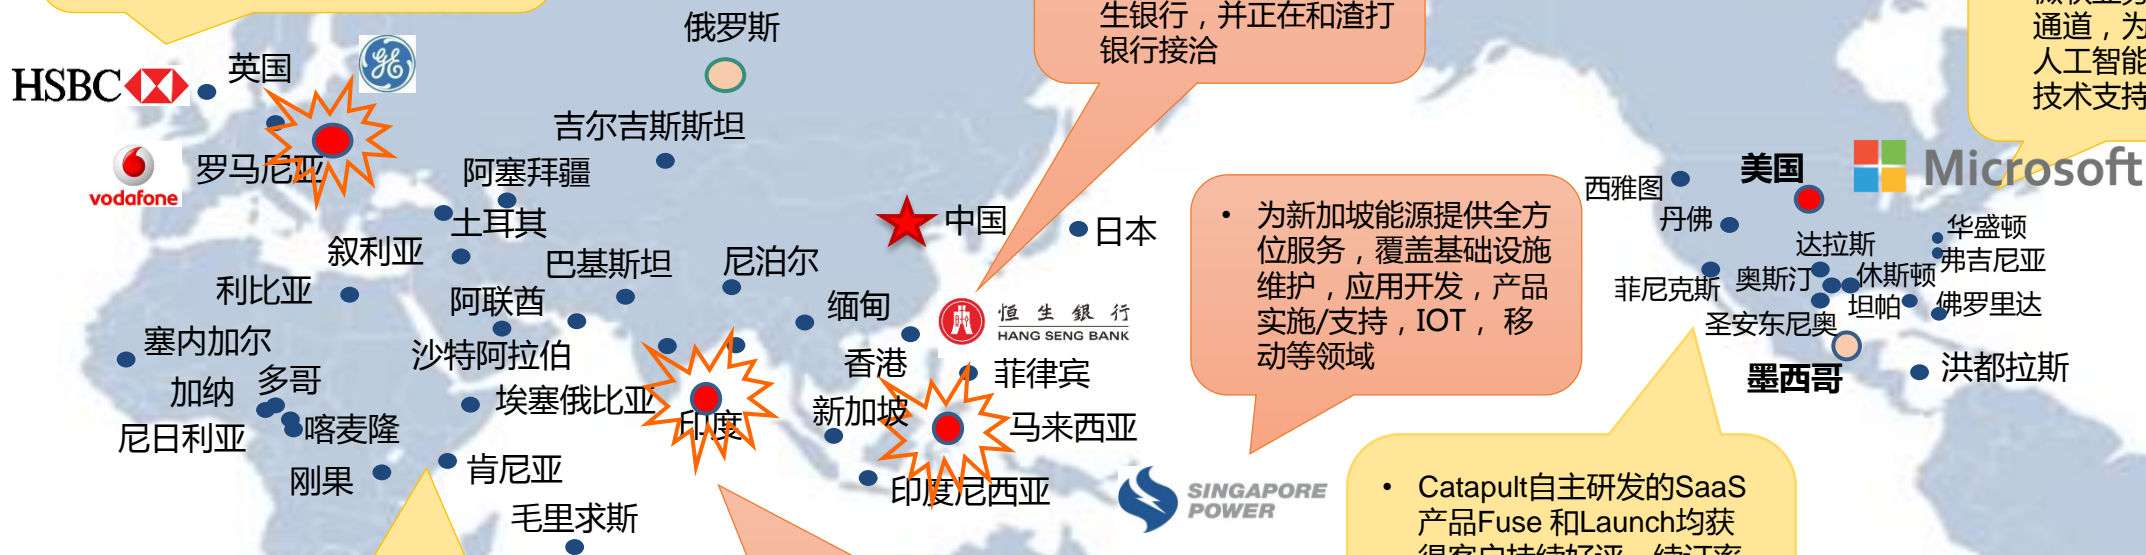 生银行，并正在和渣打
银行接洽
通道，为
人工智能
技术支持
俄罗斯
英国
HSBC
吉尔吉斯斯坦
vodafone
罗马尼亚
阿塞拜疆
土耳其
中国
日本
叙利亚
巴基斯坦
尼泊尔
利比亚
阿联酋
缅甸
恒生銀行
HANG SENG BANK
塞内加尔
沙特阿拉伯
香港
菲律宾
加纳
多哥
埃塞俄比亚
印度
新加坡
马来西亚
尼日利亚
喀麦隆
刚果
肯尼亚
印度尼西亚
毛里求斯
SINGAPORE
POWER
• 为新加坡能源提供全方
位服务，覆盖基础设施
维护，应用开发，产品
实施/支持，IOT，移
动等领域
美国
Microsoft
西雅图
丹佛
达拉斯
华盛顿
弗吉尼亚
菲尼克斯
奥斯汀
休斯顿
坦帕
佛罗里达
圣安东尼奥
墨西哥
洪都拉斯
• Catapult自主研发的SaaS
产品Fuse 和Launch均获
得客户持续好评，续订率